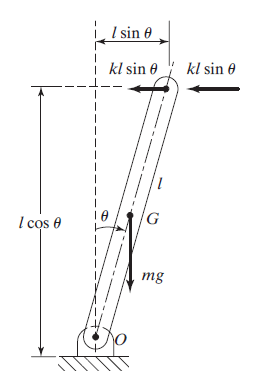 l sin θ
kl sin θ
kl sin θ
l
l cos θ
θ
G
mg
O